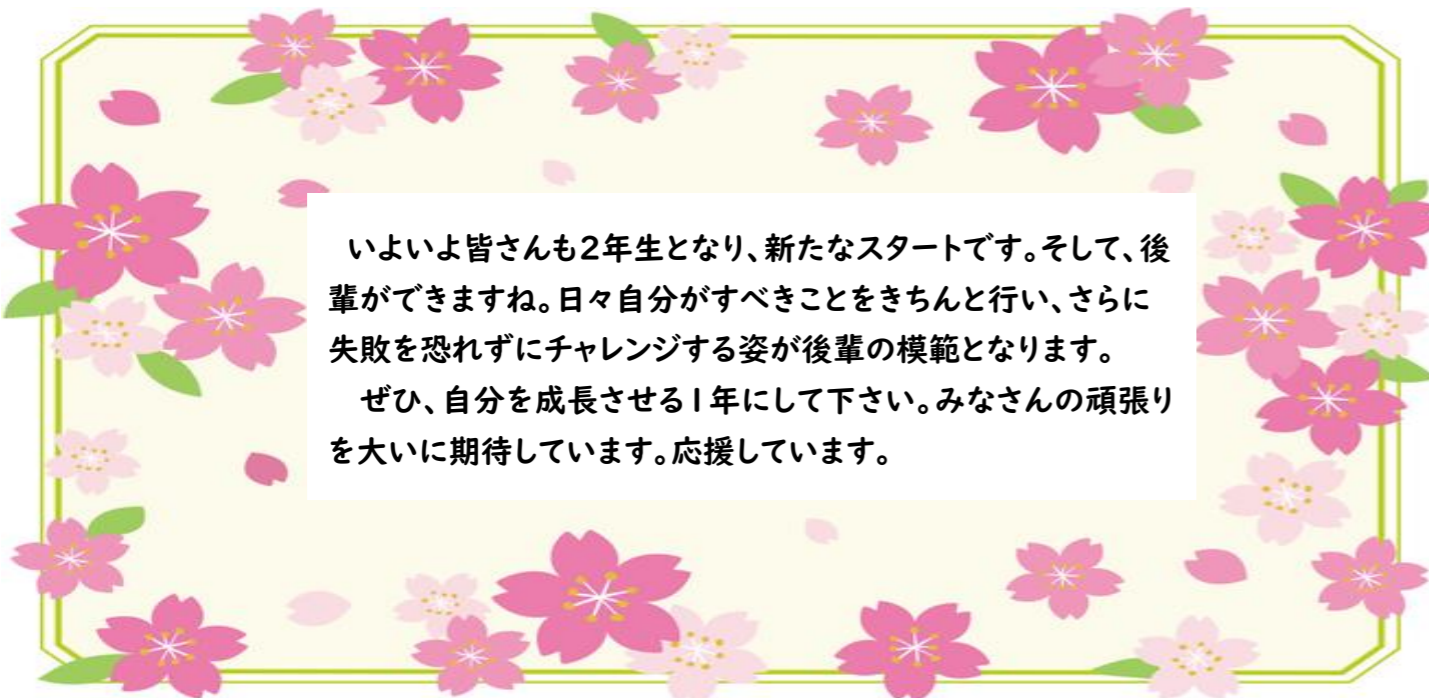 いよいよ皆さんも2年生となり、新たなスタートです。そして、後
輩ができますね。日々自分がすべきことをきちんと行い、さらに
失敗を恐れずにチャレンジする姿が後輩の模範となります。
　ぜひ、自分を成長させる1年にして下さい。みなさんの頑張り
を大いに期待しています。応援しています。